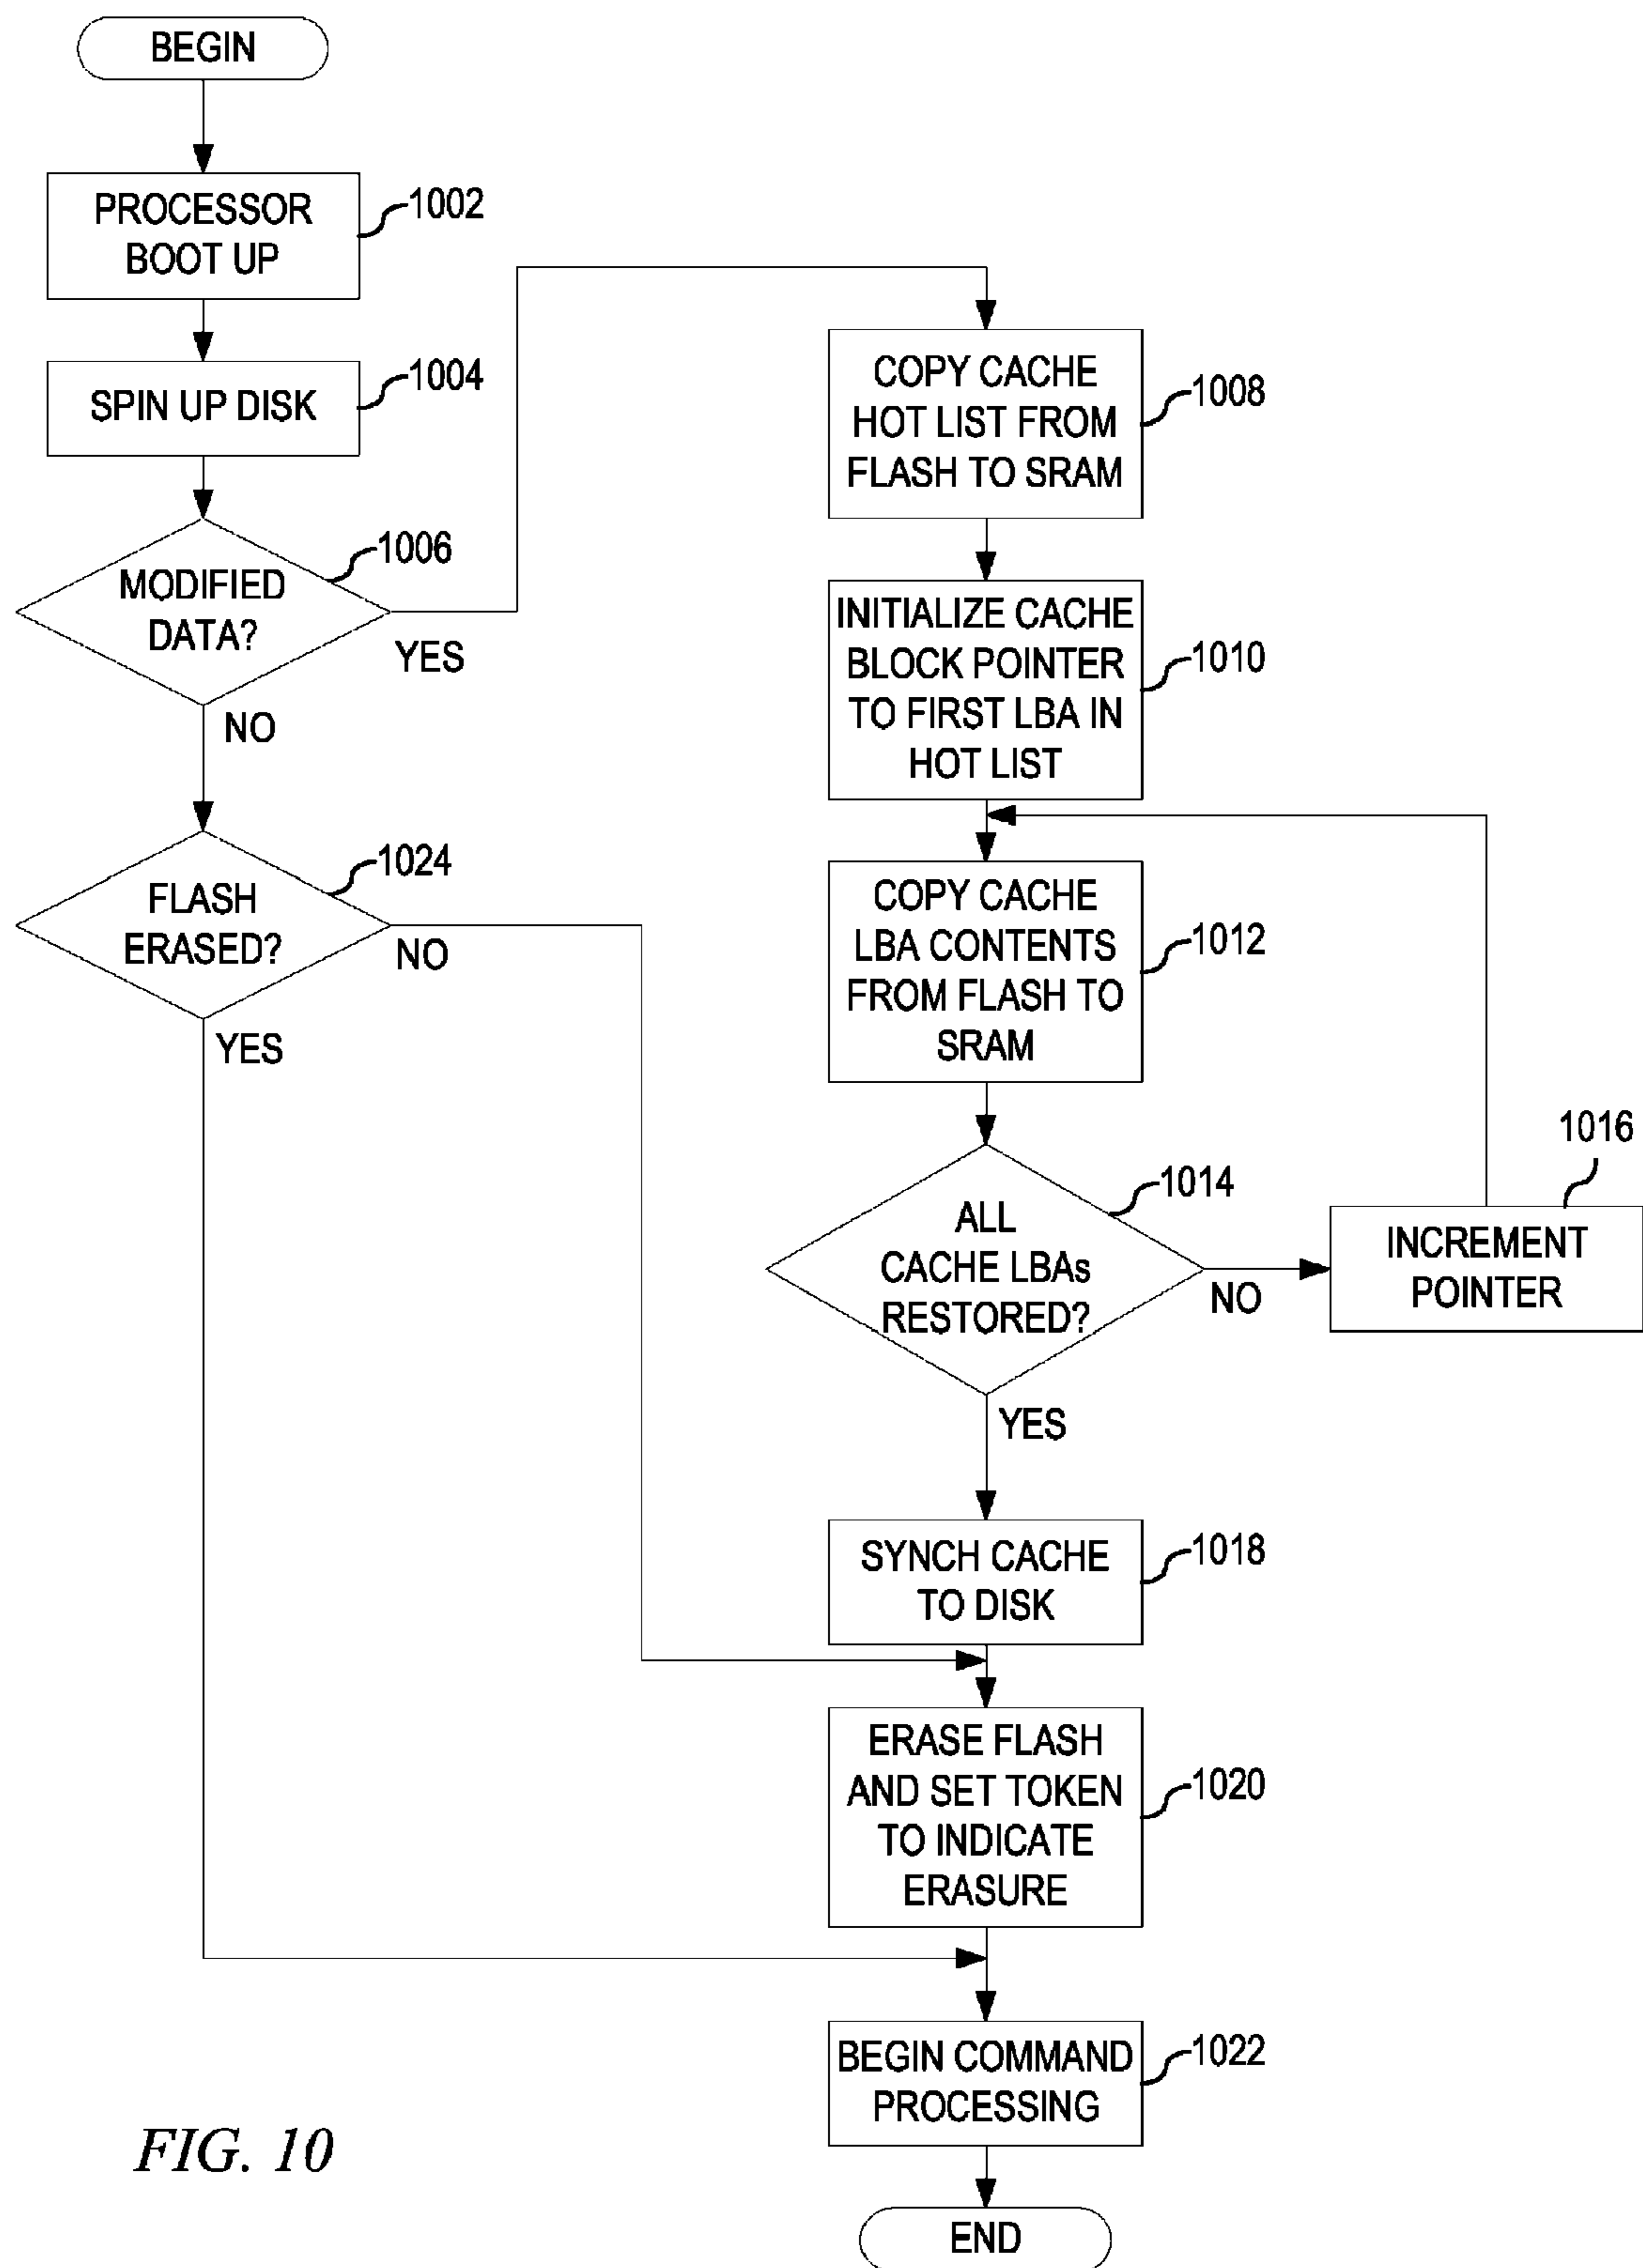 BEGIN
PROCESSOR
BOOT UP
1002
SPIN UP DISK
1004
MODIFIED
DATA?
1006
YES
NO
FLASH
ERASED?
1024
NO
YES
COPY CACHE
HOT LIST FROM
FLASH TO SRAM
1008
INITIALIZE CACHE
BLOCK POINTER
TO FIRST LBA IN
HOT LIST
1010
COPY CACHE
LBA CONTENTS
FROM FLASH TO
SRAM
1012
ALL
CACHE LBAs
RESTORED?
1014
NO
YES
INCREMENT
POINTER
1016
SYNCH CACHE
TO DISK
1018
ERASE FLASH
AND SET TOKEN
TO INDICATE
ERASURE
1020
BEGIN COMMAND
PROCESSING
1022
END
FIG. 10